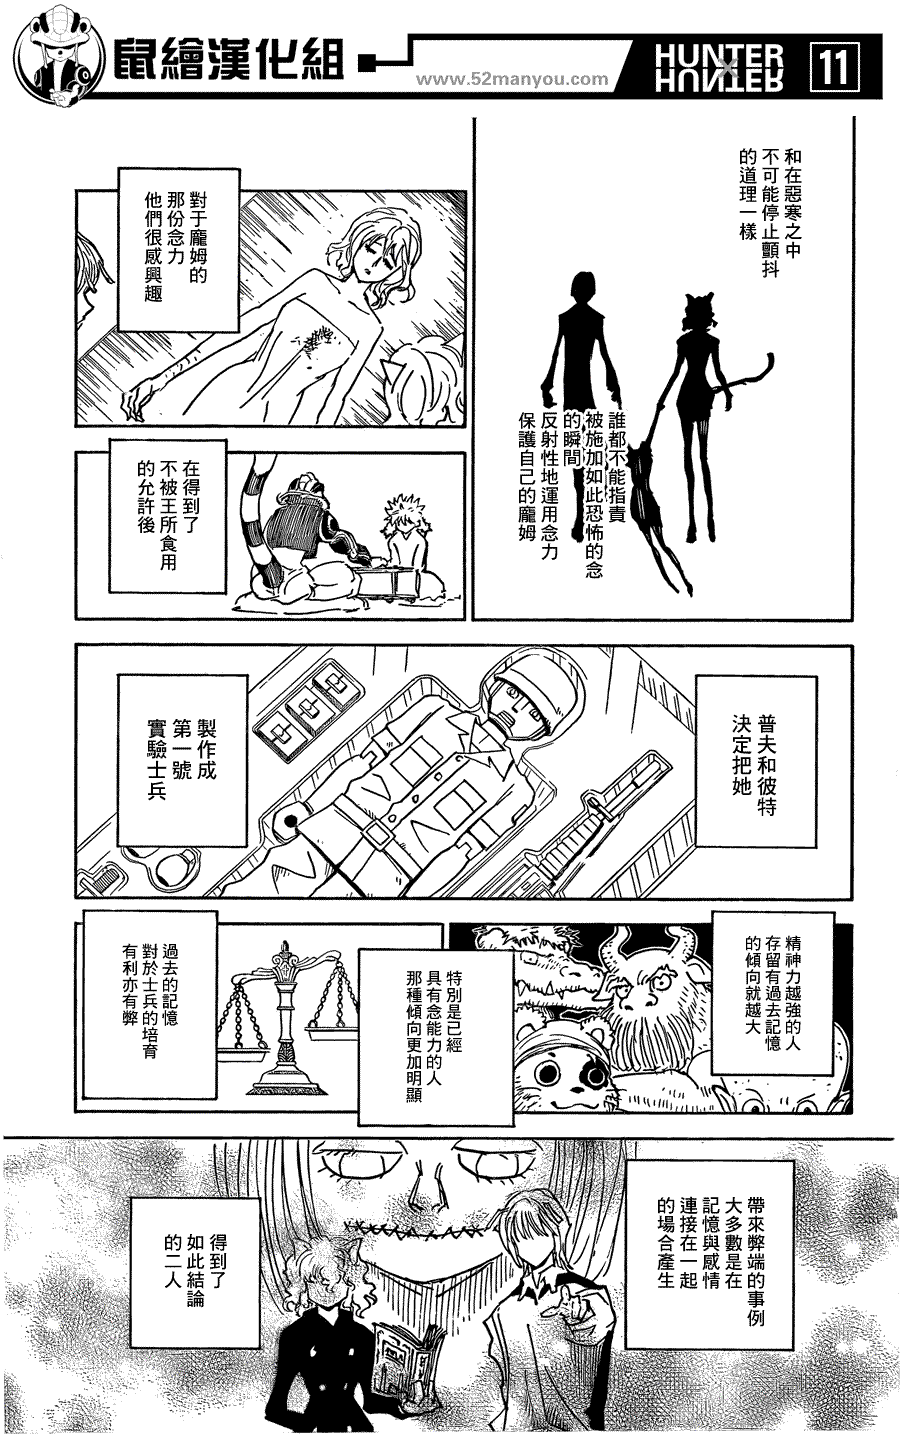 鼠繪漢化組
www.52manyou.com
HUNTER
×
HUNTER
11
和在惡寒之中
不可能停止顫抖
的道理一樣
誰都不能指責
被施加如此恐怖的念
的瞬間
反射性地運用念力
保護自己的龐姆
對于龐姆的
那份念力
他們很感興趣
在得到了
不被王所食用
的允許後
普夫和彼特
決定把她
製作成
第一號
實驗士兵
精神力越強的人
存留有過去記憶
的傾向就越大
特別是已經
具有念能力的人
那種傾向更加明顯
過去的記憶
對於士兵的培育
有利亦有弊
帶來弊端的事例
大多數是在
記憶與感情
連接在一起
的場合產生
得到了
如此結論
的二人